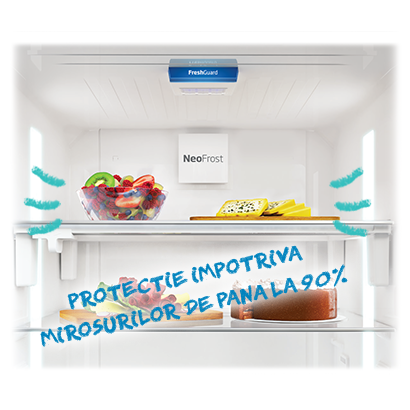 FreshGuard
NeoFrost
PROTECTIE IMPOTRIVA
MIROSURILOR DE PANA LA 90%